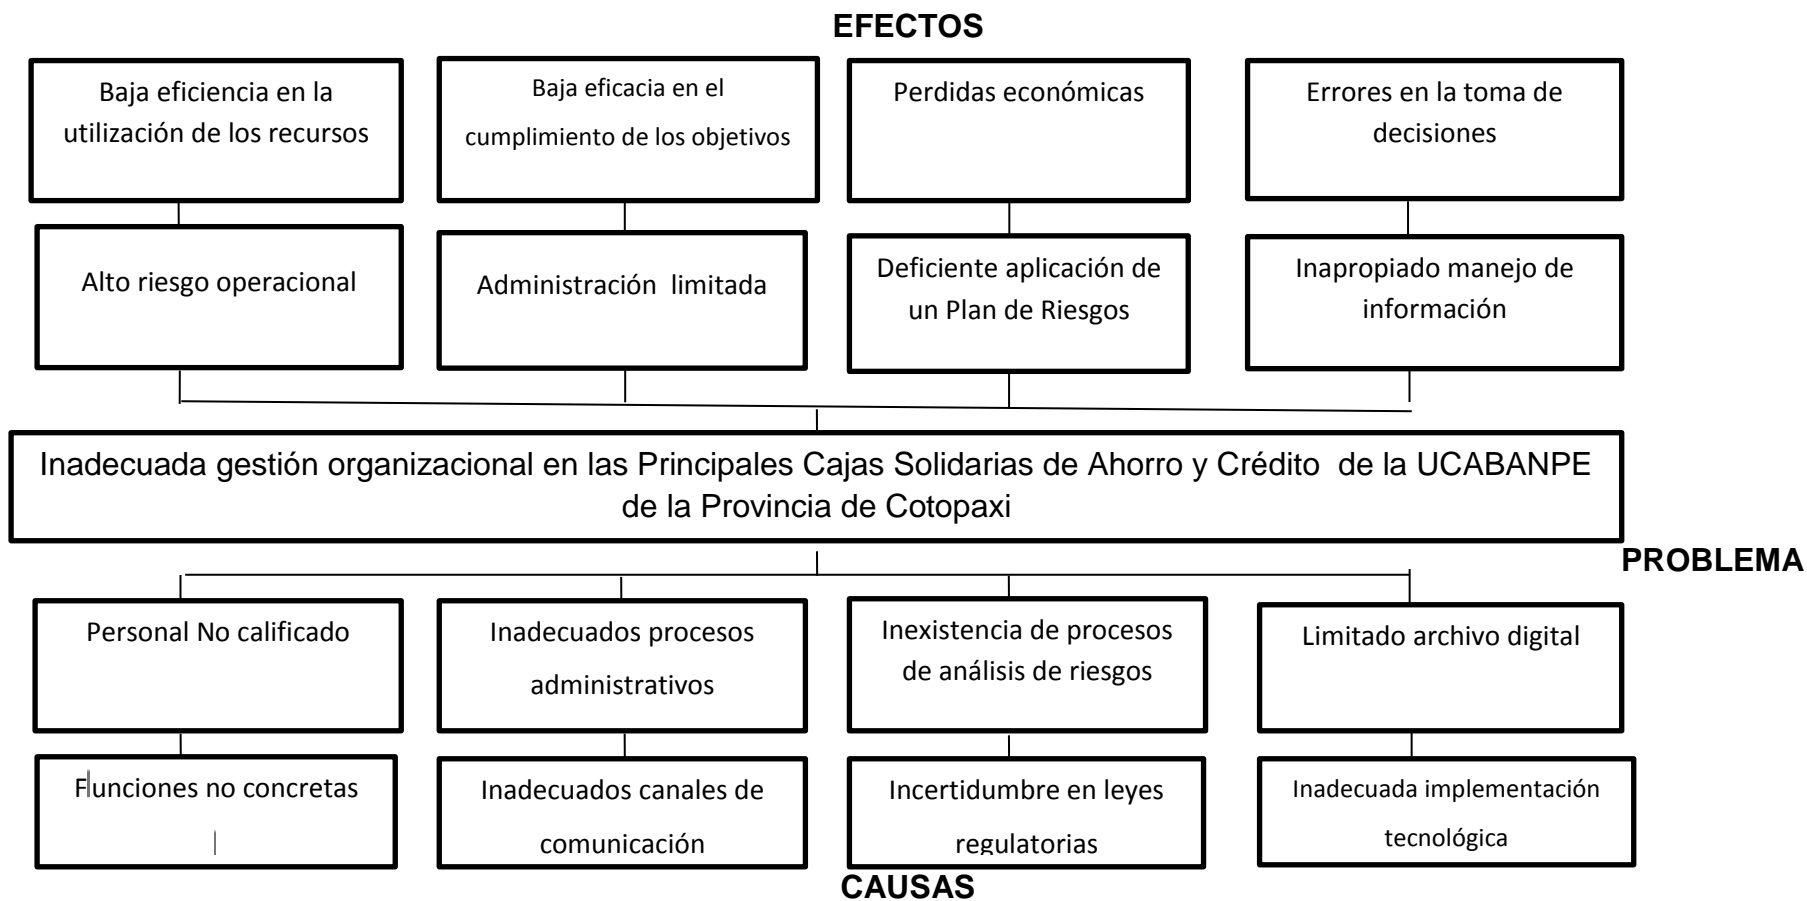 EFECTOS
Baja eficiencia en la
utilización de los recursos
Baja eficacia en el
cumplimiento de los objetivos
Perdidas económicas
Errores en la toma de
decisiones
Alto riesgo operacional
Administración  limitada
Deficiente aplicación de
un Plan de Riesgos
Inapropiado manejo de
información
Inadecuada gestión organizacional en las Principales Cajas Solidarias de Ahorro y Crédito  de la UCABANPE
de la Provincia de Cotopaxi
PROBLEMA
Personal No calificado
Inadecuados procesos
administrativos
Inexistencia de procesos
de análisis de riesgos
Limitado archivo digital
Funciones no concretas
Inadecuados canales de
comunicación
Incertidumbre en leyes
regulatorias
Inadecuada implementación
tecnológica
CAUSAS